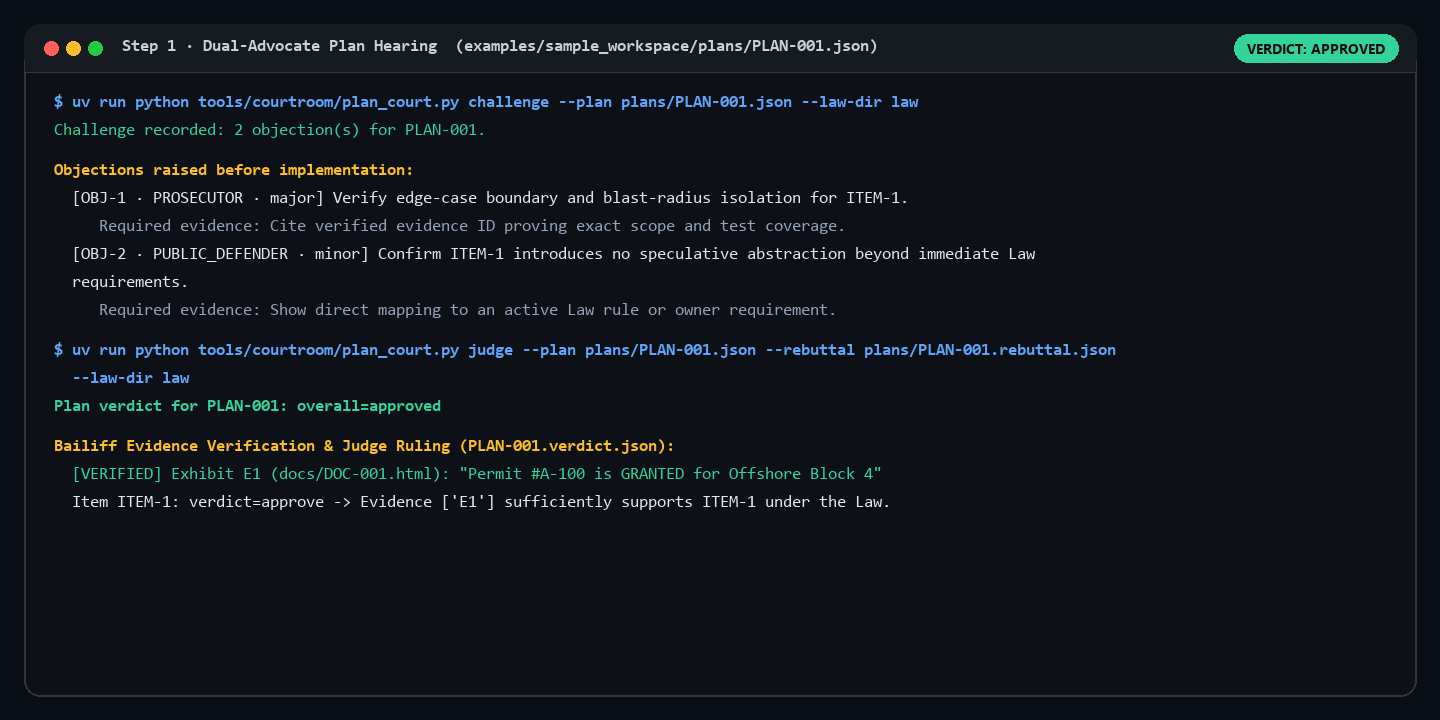 Step 1 · Dual-Advocate Plan Hearing  (examples/sample_workspace/plans/PLAN-001.json)
VERDICT: APPROVED
$ uv run python tools/courtroom/plan_court.py challenge --plan plans/PLAN-001.json --law-dir law
Challenge recorded: 2 objection(s) for PLAN-001.
Objections raised before implementation:
[OBJ-1 · PROSECUTOR · major] Verify edge-case boundary and blast-radius isolation for ITEM-1.
Required evidence: Cite verified evidence ID proving exact scope and test coverage.
[OBJ-2 · PUBLIC_DEFENDER · minor] Confirm ITEM-1 introduces no speculative abstraction beyond immediate Law
requirements.
Required evidence: Show direct mapping to an active Law rule or owner requirement.
$ uv run python tools/courtroom/plan_court.py judge --plan plans/PLAN-001.json --rebuttal plans/PLAN-001.rebuttal.json
--law-dir law
Plan verdict for PLAN-001: overall=approved
Bailiff Evidence Verification & Judge Ruling (PLAN-001.verdict.json):
[VERIFIED] Exhibit E1 (docs/DOC-001.html): "Permit #A-100 is GRANTED for Offshore Block 4"
Item ITEM-1: verdict=approve -> Evidence ['E1'] sufficiently supports ITEM-1 under the Law.